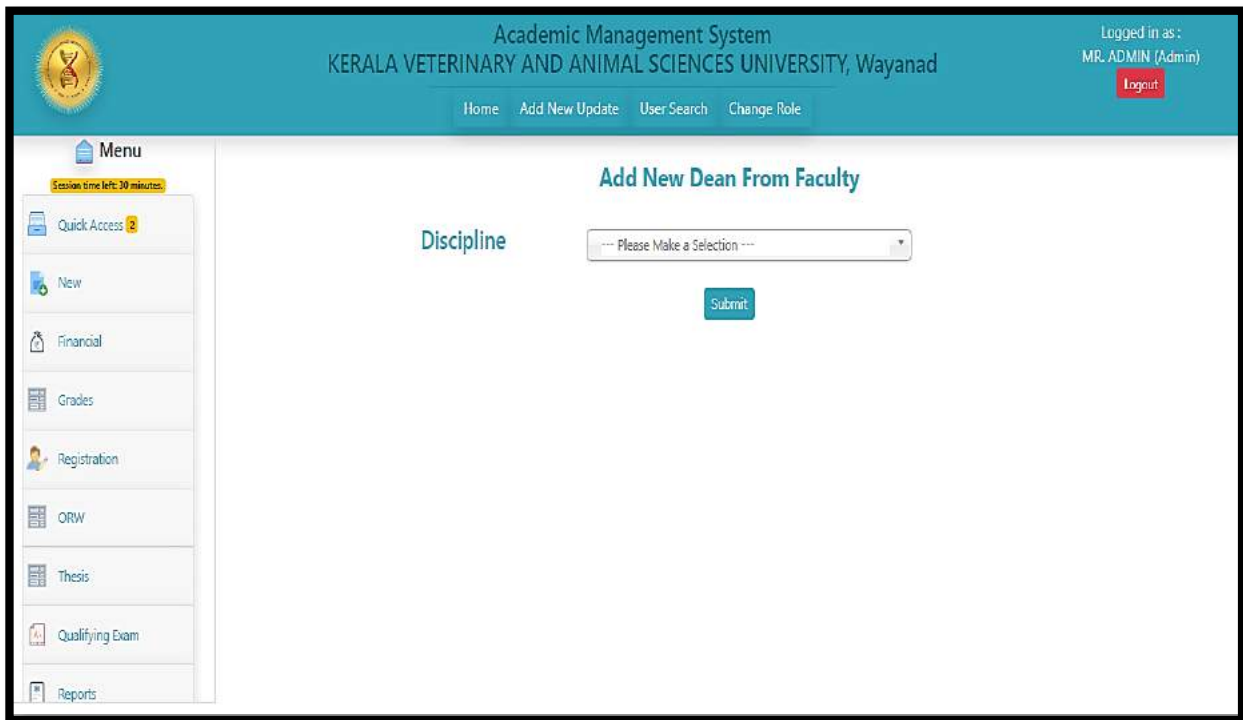 Academic Management System
KERALA VETERINARY AND ANIMAL SCIENCES UNIVERSITY, Wayanad
Logged in as :
MR. ADMIN (Admin)
Logout
Home Add New Update User Search Change Role
Menu
Session time left: 30 minutes.
Quick Access 2
New
Financial
Grades
Registration
ORW
Thesis
Qualifying Exam
Reports
Add New Dean From Faculty
Discipline --- Please Make a Selection ---
Submit